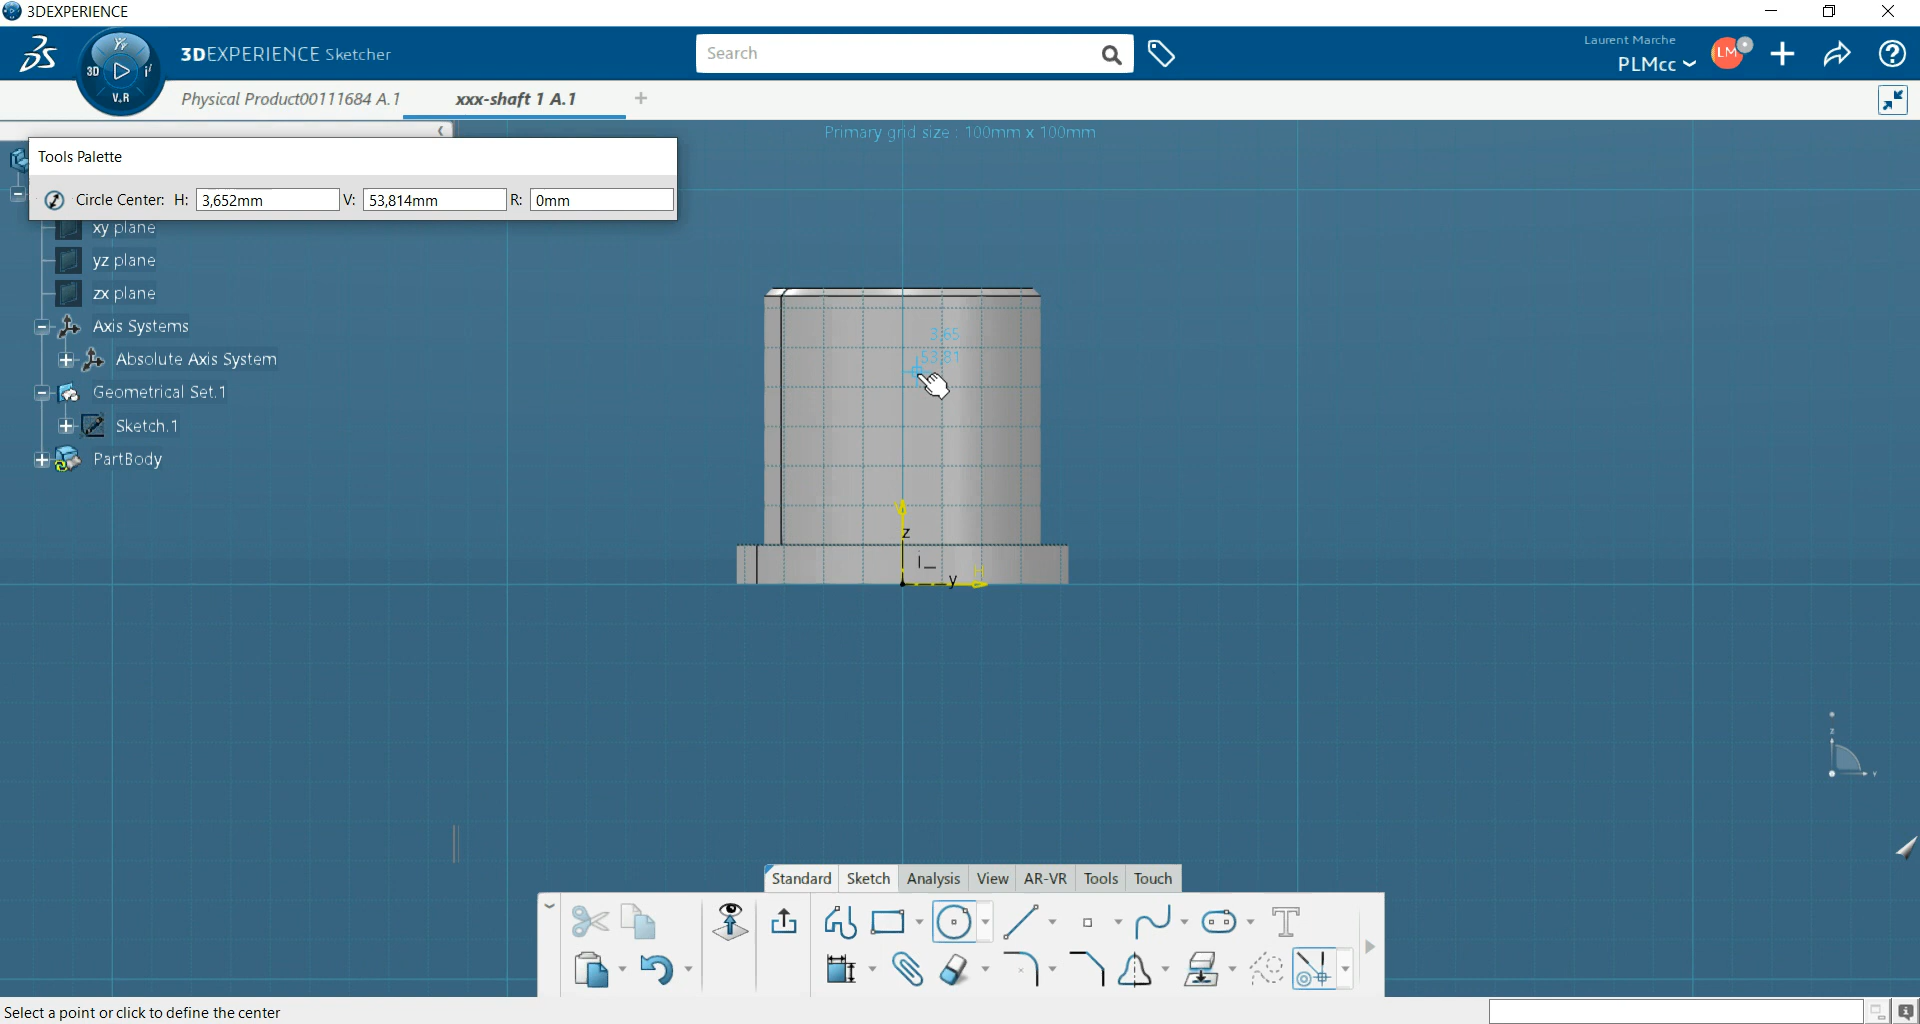 3DEXPERIENCE
3DEXPERIENCE Sketcher
3D
V.R
Search
Laurent Marche
PLMcc
LM
Physical Product00111684 A.1
xxx-shaft 1 A.1
+
Primary grid size : 100mm x 100mm
Tools Palette
Circle Center: H: 3,652mm V: 53,814mm R: 0mm
xy plane
yz plane
zx plane
Axis Systems
Absolute Axis System
Geometrical Set.1
Sketch.1
PartBody
3,65
53,81
V
z
H
y
z
y
Standard Sketch Analysis View AR-VR Tools Touch
T
Select a point or click to define the center